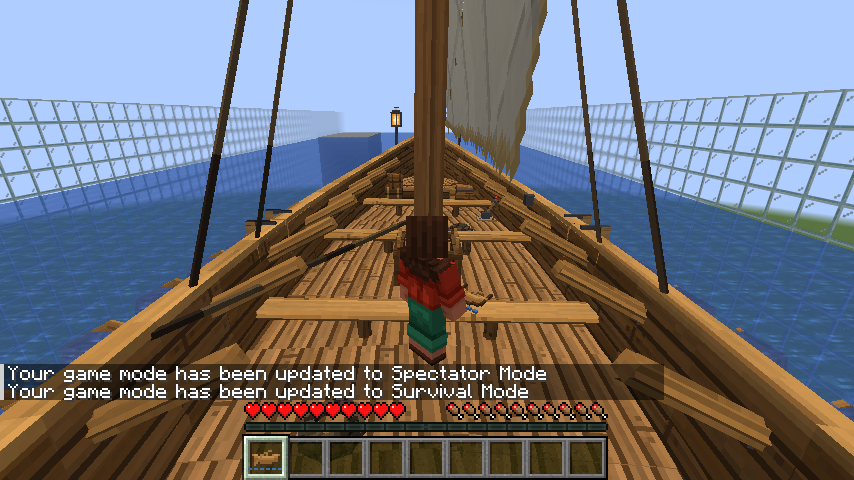 Your game mode has been updated to Spectator Mode
Your game mode has been updated to Survival Mode